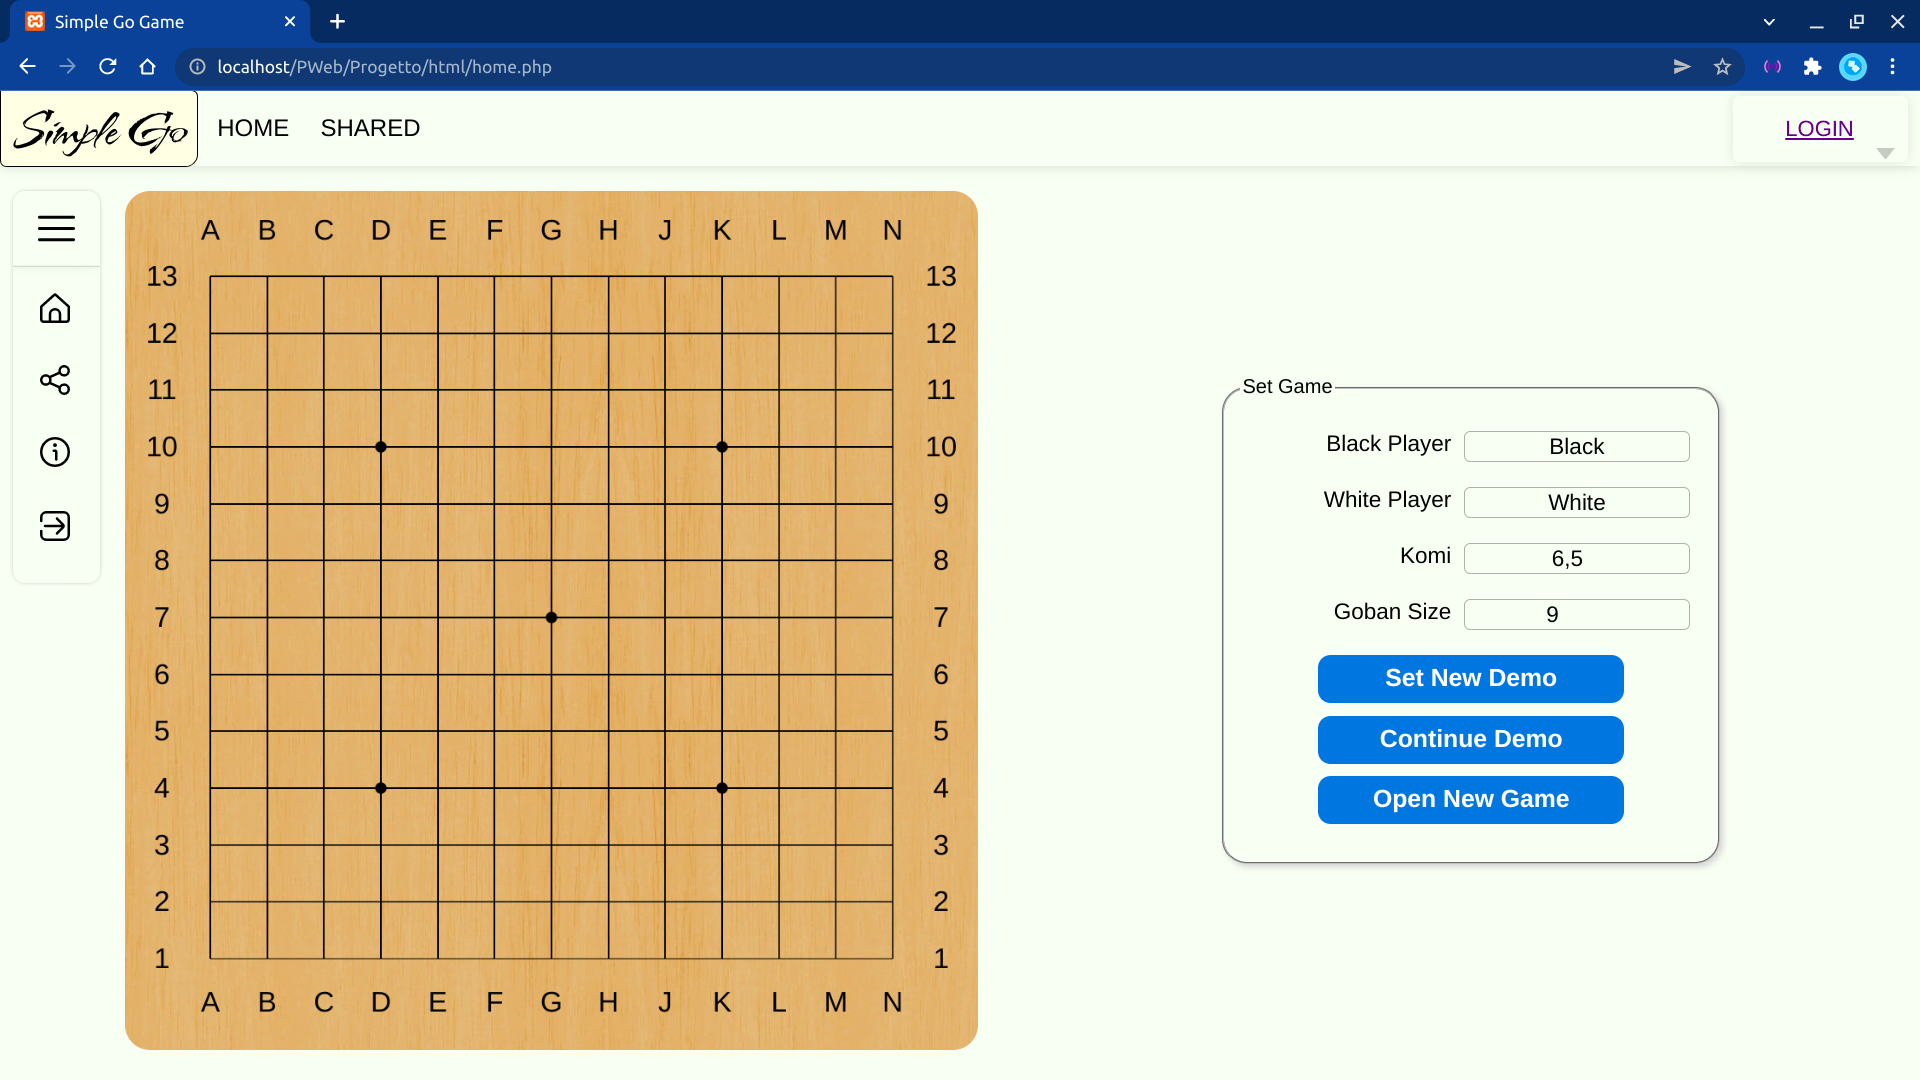 Simple Go Game
localhost/PWeb/Progetto/html/home.php
Simple Go
HOME SHARED
LOGIN
A B C D E F G H J K L M N
13 13
12 12
11 11
10 10
9 9
8 8
7 7
6 6
5 5
4 4
3 3
2 2
1 1
A B C D E F G H J K L M N
Set Game
Black Player Black
White Player White
Komi 6,5
Goban Size 9
Set New Demo
Continue Demo
Open New Game